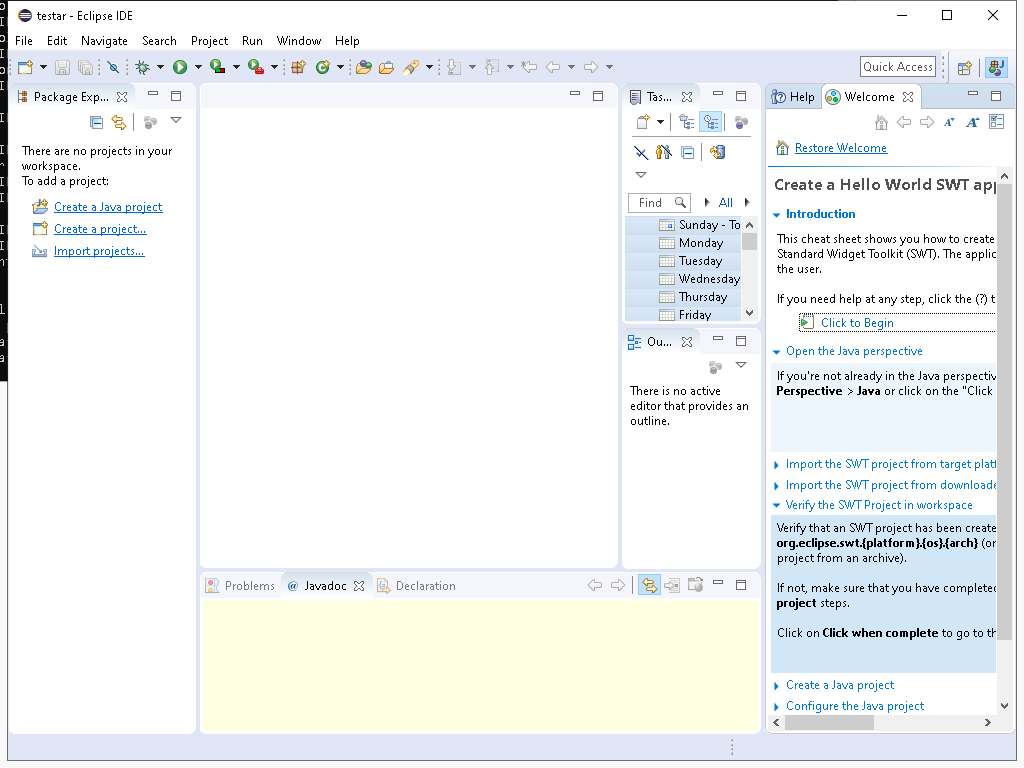 testar - Eclipse IDE
File Edit Navigate Search Project Run Window Help
Quick Access
Package Exp...
There are no projects in your
workspace.
To add a project:
Create a Java project
Create a project...
Import projects...
Tas...
Find
All
Sunday - To
Monday
Tuesday
Wednesday
Thursday
Friday
Ou...
There is no active
editor that provides an
outline.
Problems @ Javadoc Declaration
Help Welcome
Restore Welcome
Create a Hello World SWT app
Introduction
This cheat sheet shows you how to create
Standard Widget Toolkit (SWT). The applic
the user.
If you need help at any step, click the (?) t
Click to Begin
Open the Java perspective
If you're not already in the Java perspectiv
Perspective > Java or click on the "Click
Import the SWT project from target platf
Import the SWT project from downloade
Verify the SWT Project in workspace
Verify that an SWT project has been create
org.eclipse.swt.{platform}.{os}.{arch} (or
project from an archive).
If not, make sure that you have completed
project steps.
Click on Click when complete to go to th
Create a Java project
Configure the Java project